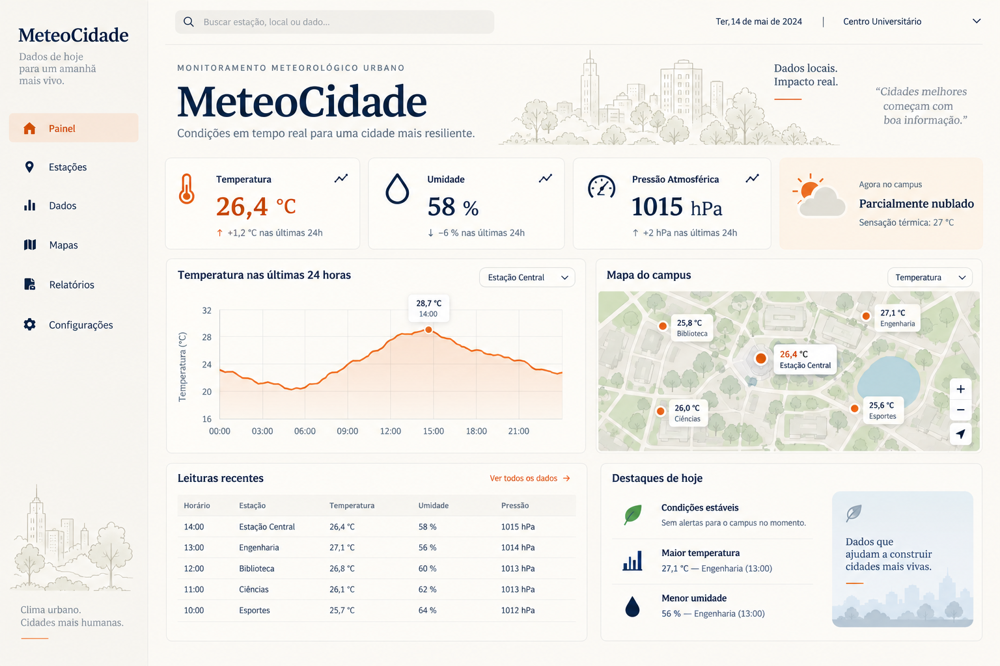 MeteoCidade
Dados de hoje
para um amanhã
mais vivo.
Painel
Estações
Dados
Mapas
Relatórios
Configurações
Clima urbano.
Cidades mais humanas.
Buscar estação, local ou dado...
Ter, 14 de mai de 2024 | Centro Universitário
MONITORAMENTO METEOROLÓGICO URBANO
MeteoCidade
Condições em tempo real para uma cidade mais resiliente.
Dados locais.
Impacto real.
“Cidades melhores
começam com
boa informação.”
Temperatura
26,4 °C
↑ +1,2 °C nas últimas 24h
Umidade
58 %
↓ −6 % nas últimas 24h
Pressão Atmosférica
1015 hPa
↑ +2 hPa nas últimas 24h
Agora no campus
Parcialmente nublado
Sensação térmica: 27 °C
Temperatura nas últimas 24 horas
Estação Central
28,7 °C
14:00
Temperatura (°C)
32
28
24
20
16
00:00 03:00 06:00 09:00 12:00 15:00 18:00 21:00
Mapa do campus
Temperatura
25,8 °C
Biblioteca
27,1 °C
Engenharia
26,4 °C
Estação Central
26,0 °C
Ciências
25,6 °C
Esportes
+
−
Leituras recentes
Ver todos os dados →
Horário Estação Temperatura Umidade Pressão
14:00 Estação Central 26,4 °C 58 % 1015 hPa
13:00 Engenharia 27,1 °C 56 % 1014 hPa
12:00 Biblioteca 26,8 °C 60 % 1013 hPa
11:00 Ciências 26,1 °C 62 % 1013 hPa
10:00 Esportes 25,7 °C 64 % 1012 hPa
Destaques de hoje
Condições estáveis
Sem alertas para o campus no momento.
Maior temperatura
27,1 °C — Engenharia (13:00)
Menor umidade
56 % — Engenharia (13:00)
Dados que
ajudam a construir
cidades mais vivas.